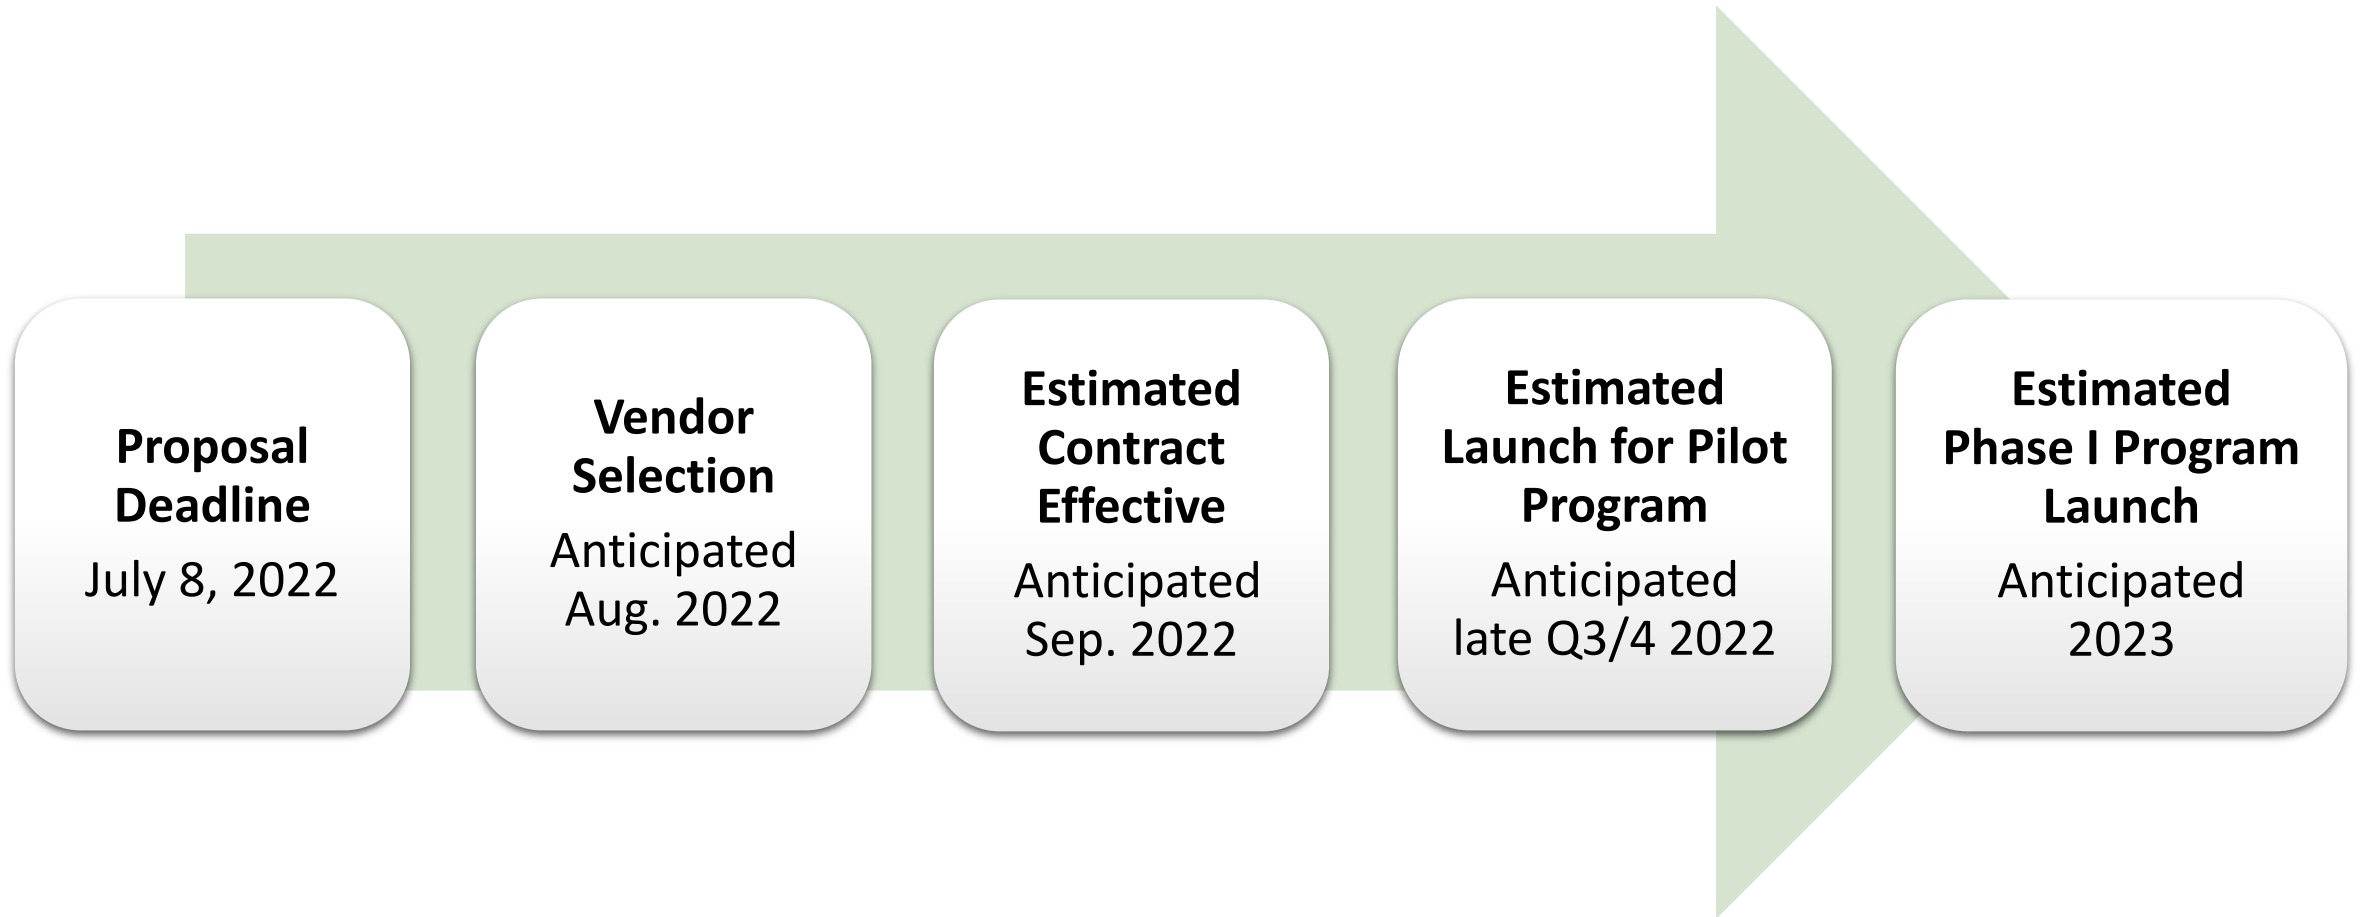 Proposal
Deadline
July 8, 2022
Vendor
Selection
Anticipated
Aug. 2022
Estimated
Contract
Effective
Anticipated
Sep. 2022
Estimated
Launch for Pilot
Program
Anticipated
late Q3/4 2022
Estimated
Phase I Program
Launch
Anticipated
2023